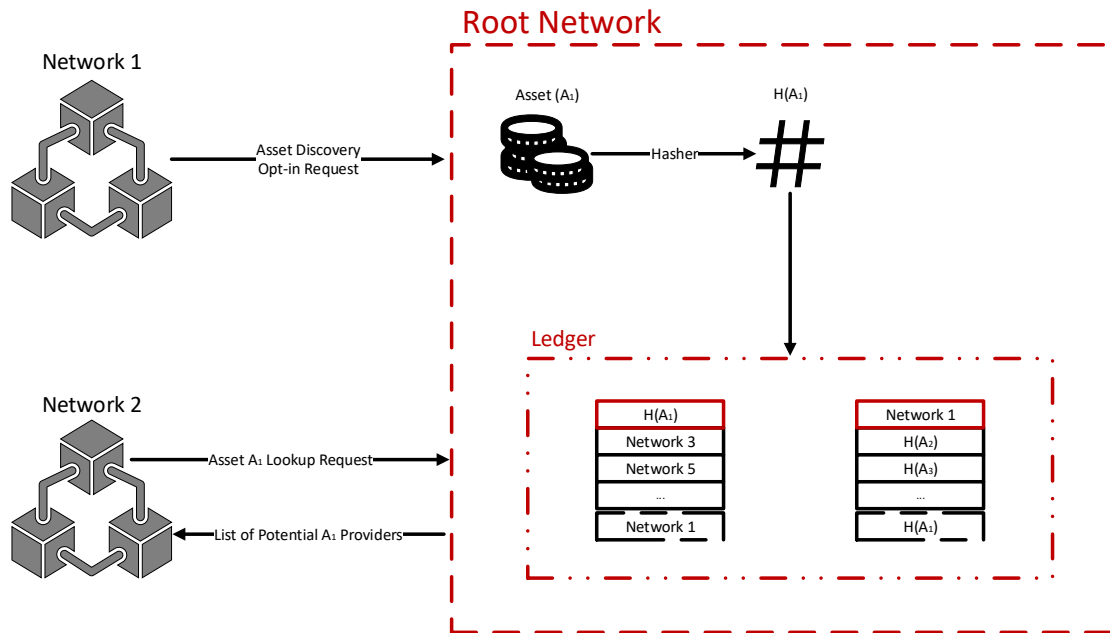 Root Network
Network 1
Asset (A₁)
H(A₁)
Asset Discovery
Opt-in Request
Hasher
Ledger
Network 2
Asset A₁ Lookup Request
List of Potential A₁ Providers
H(A₁)
Network 3
Network 5
...
Network 1
Network 1
H(A₂)
H(A₃)
...
H(A₁)